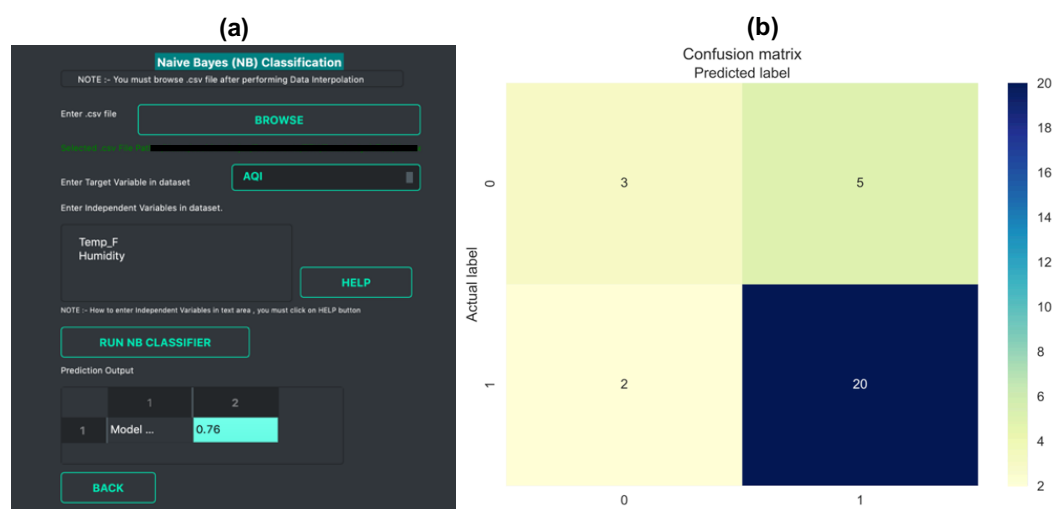 (a)
Naive Bayes (NB) Classification
NOTE :- You must browse .csv file after performing Data Interpolation
Enter .csv file
BROWSE
Selected .csv File Pat
Enter Target Variable in dataset
AQI
Enter Independent Variables in dataset.
Temp_F
Humidity
HELP
NOTE :- How to enter Independent Variables in text area , you must click on HELP button
RUN NB CLASSIFIER
Prediction Output
1 2
1 Model ... 0.76
BACK
(b)
Confusion matrix
Predicted label
Actual label
0 3 5
1 2 20
0 1
20
18
16
14
12
10
8
6
4
2